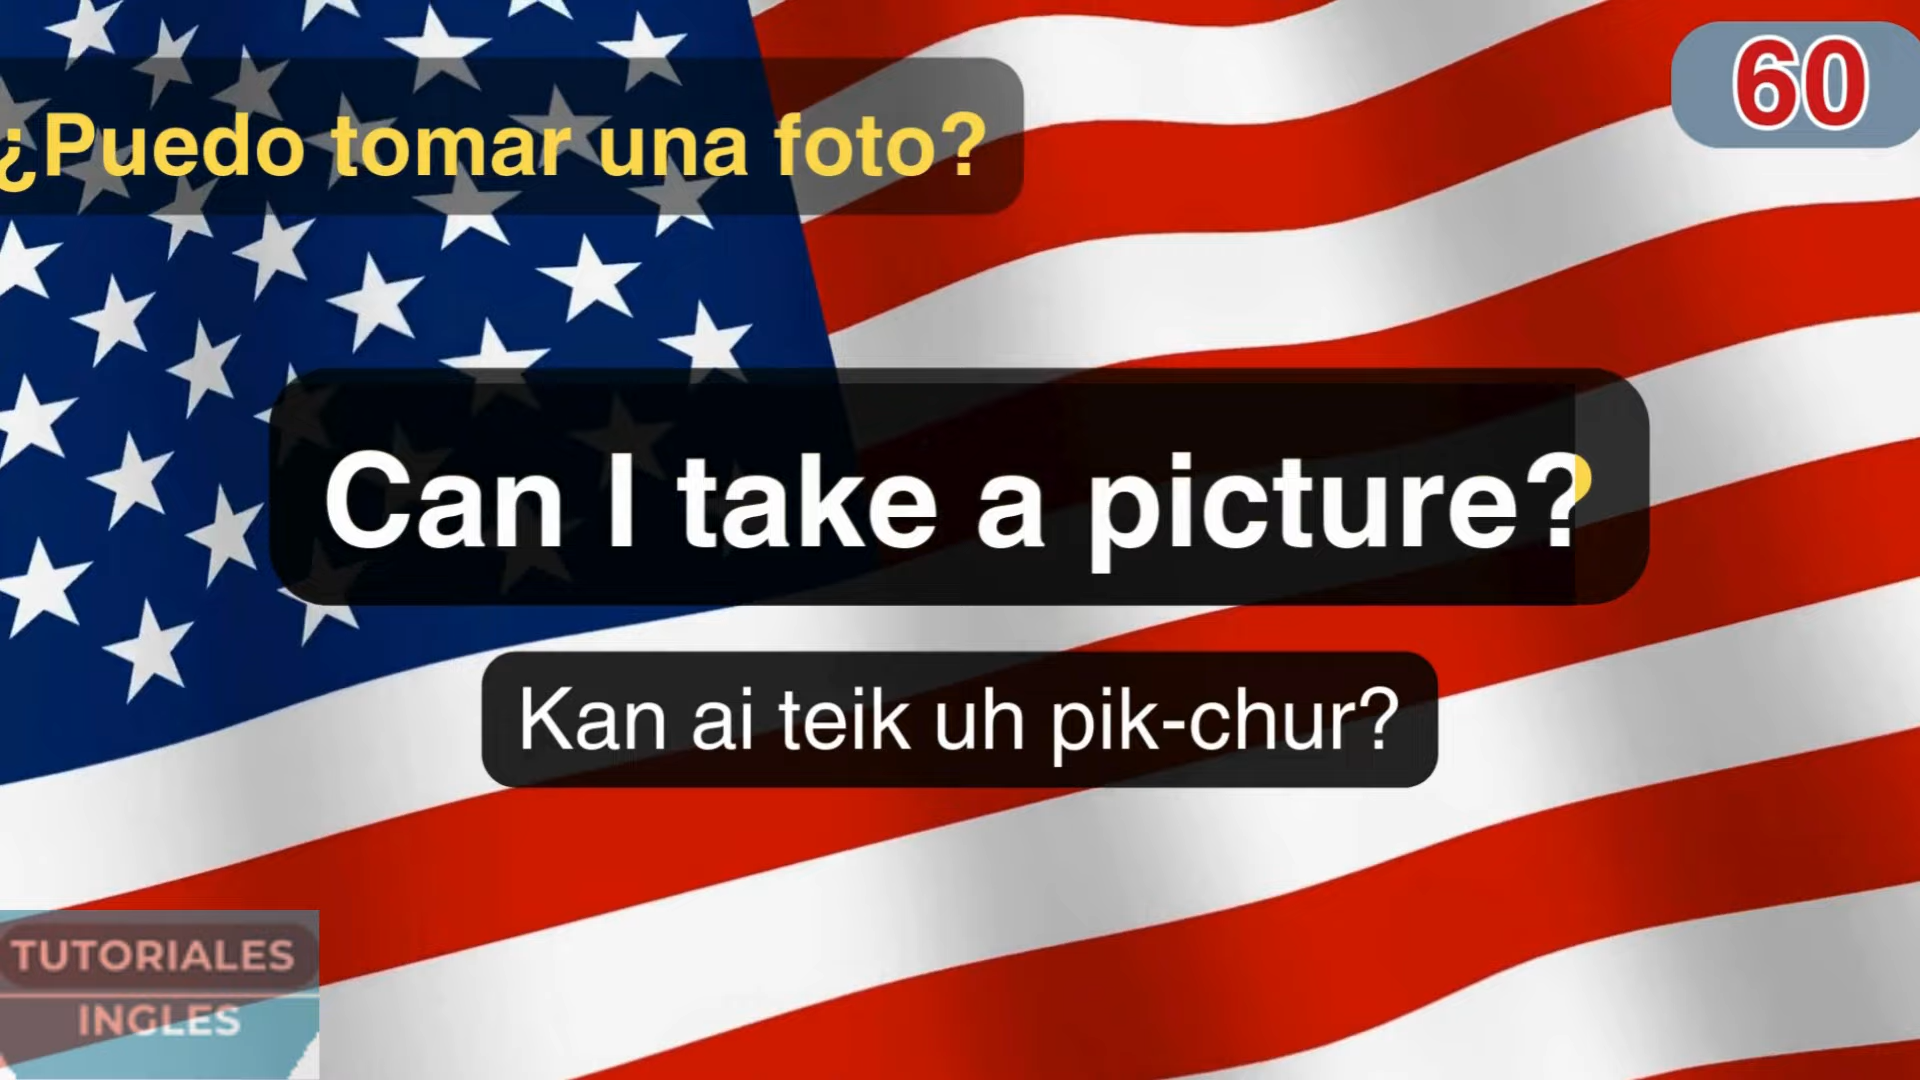 60
¿Puedo tomar una foto?
Can I take a picture?
Kan ai teik uh pik-chur?
TUTORIALES
INGLES